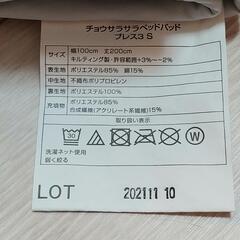 チョウサラサラベッドパッド
プレス3 S
サイズ 幅100cm 丈200cm
キルティング製・許容範囲+3%〜-2%
表生地 ポリエステル85% 綿15%
中生地 不織布ポリプロピレン
裏生地 ポリエステル100%
充填物 ポリエステル85%
合成繊維(アクリレート系繊維)15%
取り扱い表示
30
洗濯ネット使用
弱く絞る
LOT 202111 10